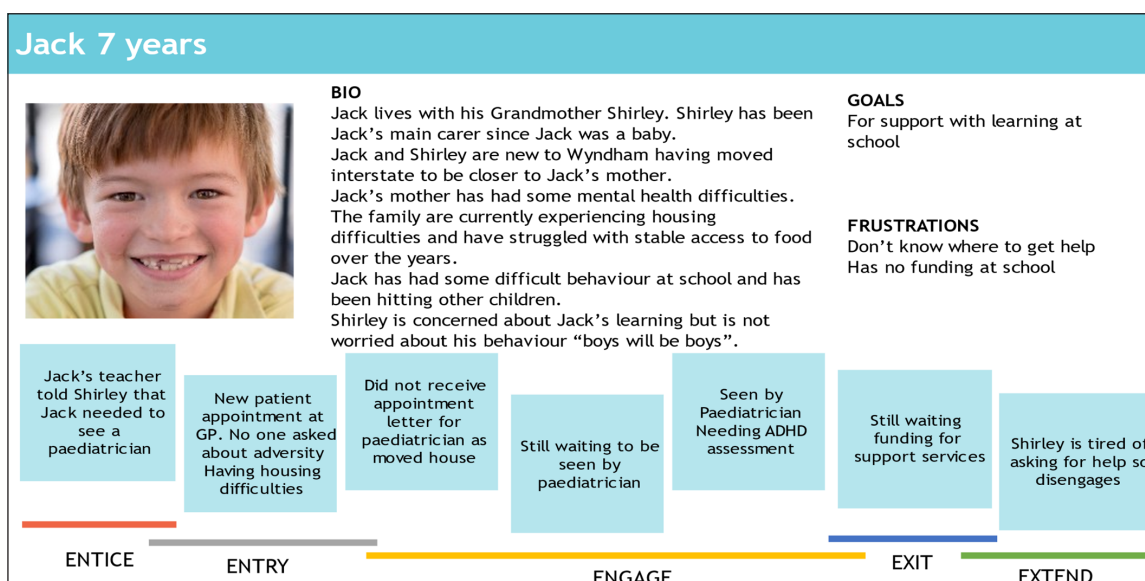 Jack 7 years
BIO
Jack lives with his Grandmother Shirley. Shirley has been
Jack's main carer since Jack was a baby.
Jack and Shirley are new to Wyndham having moved
interstate to be closer to Jack's mother.
Jack's mother has had some mental health difficulties.
The family are currently experiencing housing
difficulties and have struggled with stable access to food
over the years.
Jack has had some difficult behaviour at school and has
been hitting other children.
Shirley is concerned about Jack's learning but is not
worried about his behaviour “boys will be boys”.
GOALS
For support with learning at
school
FRUSTRATIONS
Don't know where to get help
Has no funding at school
Jack's teacher
told Shirley that
Jack needed to
see a
paediatrician
New patient
appointment at
GP. No one asked
about adversity
Having housing
difficulties
Did not receive
appointment
letter for
paediatrician as
moved house
Still waiting to be
seen by
paediatrician
Seen by
Paediatrician
Needing ADHD
assessment
Still waiting
funding for
support services
Shirley is tired of
asking for help so
disengages
ENTICE
ENTRY
ENGAGE
EXIT
EXTEND